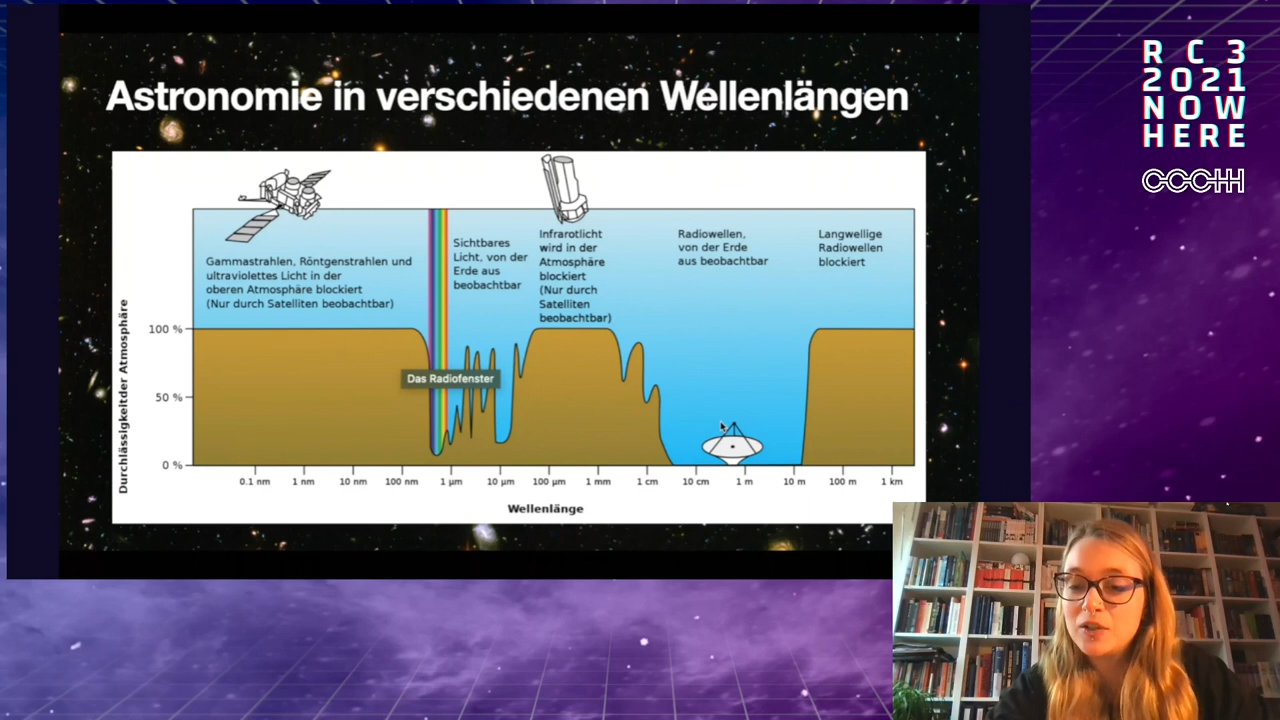 Astronomie in verschiedenen Wellenlängen
R C 3
2021
NOW
HERE
CCCHH
Gammastrahlen, Röntgenstrahlen und
ultraviolettes Licht in der
oberen Atmosphäre blockiert
(Nur durch Satelliten beobachtbar)
Sichtbares
Licht, von der
Erde aus
beobachtbar
Infrarotlicht
wird in der
Atmosphäre
blockiert
(Nur durch
Satelliten
beobachtbar)
Radiowellen,
von der Erde
aus beobachtbar
Langwellige
Radiowellen
blockiert
Durchlässigkeitder Atmosphäre
100 %
50 %
0 %
Das Radiofenster
0.1 nm 1 nm 10 nm 100 nm 1 µm 10 µm 100 µm 1 mm 1 cm 10 cm 1 m 10 m 100 m 1 km
Wellenlänge